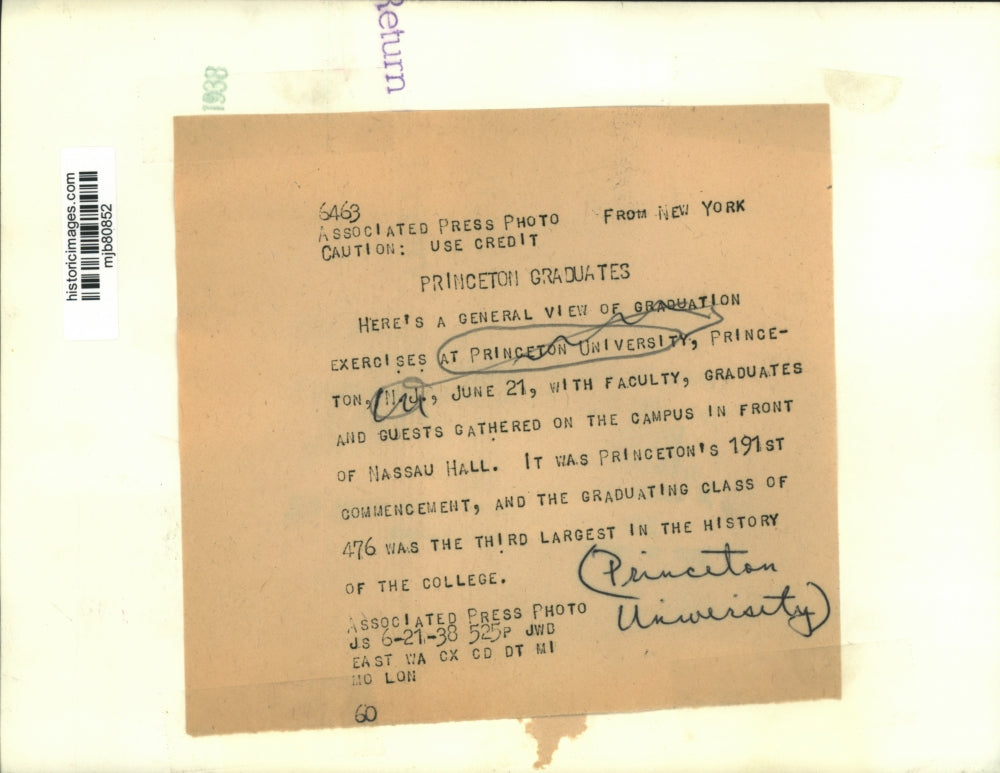 Return
1938
historicimages.com
mjb80852
6463
ASSOCIATED PRESS PHOTO FROM NEW YORK
CAUTION: USE CREDIT
PRINCETON GRADUATES
HERE'S A GENERAL VIEW OF GRADUATION
EXERCISES AT PRINCETON UNIVERSITY, PRINCE-
TON, N.J., JUNE 21, WITH FACULTY, GRADUATES
AND GUESTS GATHERED ON THE CAMPUS IN FRONT
OF NASSAU HALL. IT WAS PRINCETON'S 191ST
COMMENCEMENT, AND THE GRADUATING CLASS OF
476 WAS THE THIRD LARGEST IN THE HISTORY
OF THE COLLEGE.
(Princeton
University)
ASSOCIATED PRESS PHOTO
JS 6-21-38 525P JWD
EAST WA CX CD DT MI
MO LON
60